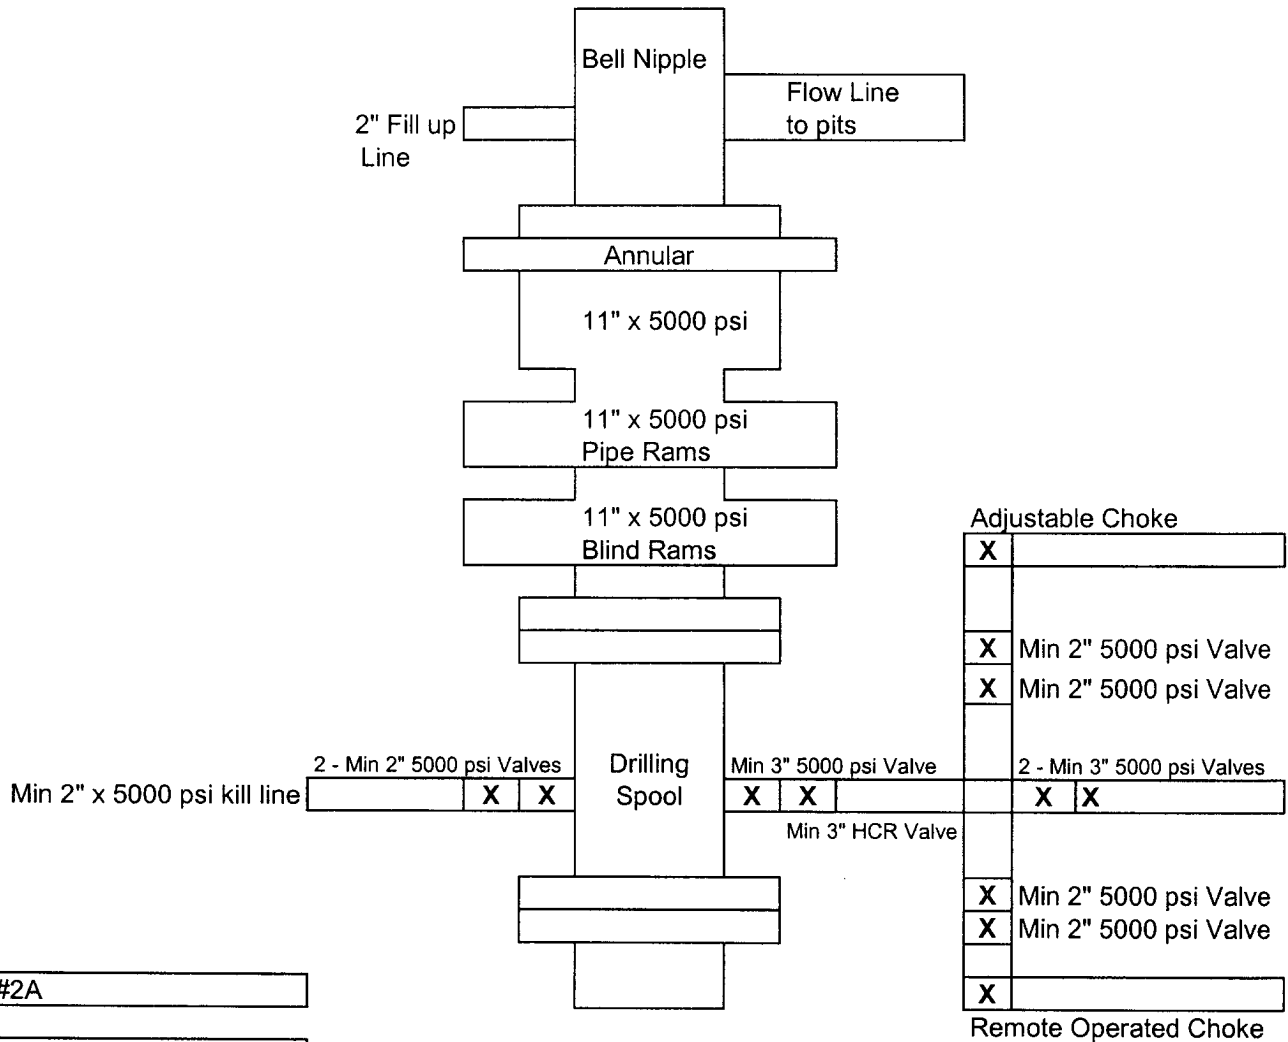 Bell Nipple
Flow Line
to pits
2" Fill up
Line
Annular
11" x 5000 psi
11" x 5000 psi
Pipe Rams
11" x 5000 psi
Blind Rams
Adjustable Choke
X
X Min 2" 5000 psi Valve
X Min 2" 5000 psi Valve
2 - Min 2" 5000 psi Valves
Drilling
Spool
Min 3" 5000 psi Valve
2 - Min 3" 5000 psi Valves
Min 2" x 5000 psi kill line
X X
X X
X X
Min 3" HCR Valve
X Min 2" 5000 psi Valve
X Min 2" 5000 psi Valve
#2A
X
Remote Operated Choke